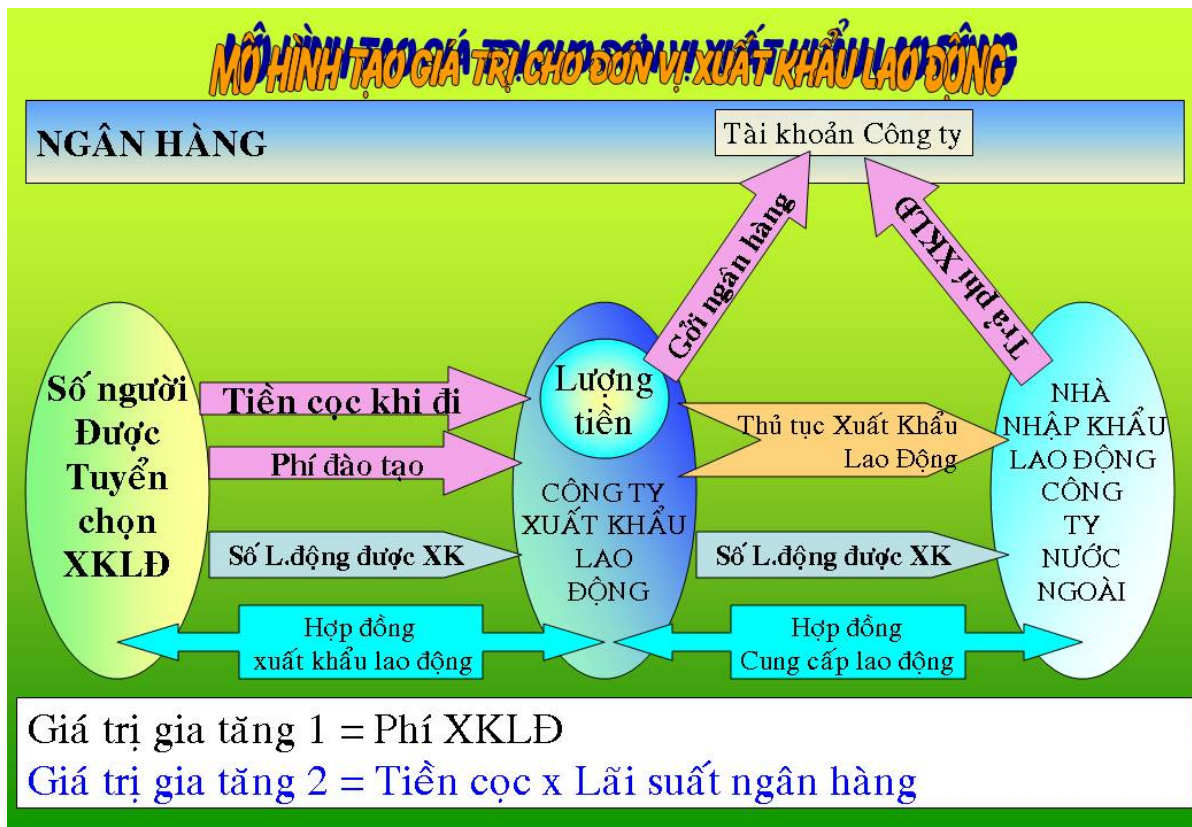 MÔ HÌNH TẠO GIÁ TRỊ CHO ĐƠN VỊ XUẤT KHẨU LAO ĐỘNG
NGÂN HÀNG
Tài khoản Công ty
Gởi ngân hàng
Trả phí XKLĐ
Số người
Được
Tuyển
chọn
XKLĐ
Tiền cọc khi đi
Phí đào tạo
Số L.động được XK
Hợp đồng
xuất khẩu lao động
Lượng
tiền
CÔNG TY
XUẤT KHẨU
LAO
ĐỘNG
Thủ tục Xuất Khẩu
Lao Động
Số L.động được XK
Hợp đồng
Cung cấp lao động
NHÀ
NHẬP KHẨU
LAO ĐỘNG
CÔNG
TY
NƯỚC
NGOÀI
Giá trị gia tăng 1 = Phí XKLĐ
Giá trị gia tăng 2 = Tiền cọc x Lãi suất ngân hàng